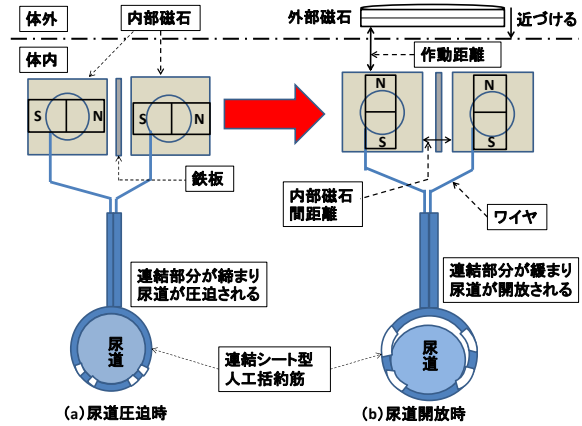 体外
内部磁石
外部磁石
近づける
体内
作動距離
S
N
S
N
N
S
N
S
鉄板
内部磁石
間距離
ワイヤ
連結部分が締まり
尿道が圧迫される
連結部分が緩まり
尿道が開放される
尿道
連結シート型
人工括約筋
尿道
(a)尿道圧迫時
(b)尿道開放時